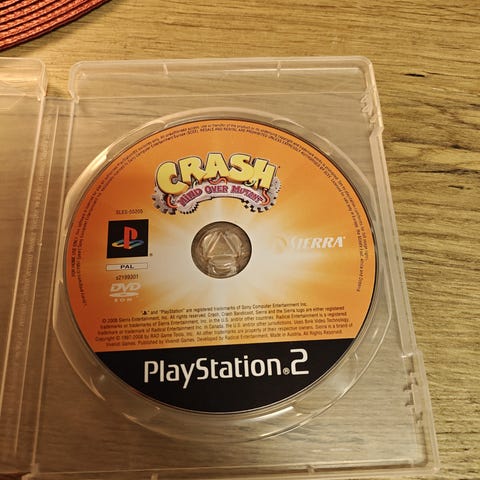 CRASH
MIND OVER MUTANT
SLES-55205
PAL
s2199301
DVD
ROM
SIERRA
"PlayStation" are registered trademarks of Sony Computer Entertainment Inc.
© 2008 Sierra Entertainment, Inc. All rights reserved. Crash, Crash Bandicoot, Sierra and the Sierra logo are either registered
trademarks or trademarks of Sierra Entertainment, Inc. in the U.S. and/or other countries. Radical Entertainment is a registered
trademark or trademark of Radical Entertainment Inc. in Canada, the U.S. and/or other jurisdictions. Uses Bink Video Technology.
Copyright © 1997-2008 by RAD Game Tools, Inc. All other trademarks are property of their respective owners. Sierra is a brand of
Vivendi Games. Published by Vivendi Games. Developed by Radical Entertainment. Made in Austria. All Rights Reserved.
PlayStation®2